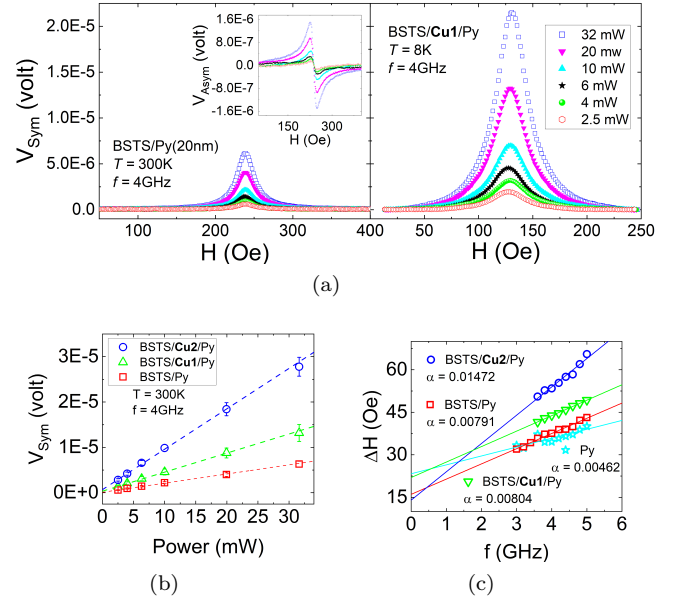 2.0E-5
1.5E-5
1.0E-5
5.0E-6
0.0
V_Sym (volt)
1.6E-6
8.0E-7
0.0
-8.0E-7
-1.6E-6
V_Asym (volt)
150 300
H (Oe)
BSTS/Py(20nm)
T = 300K
f = 4GHz
100 200 300 400
H (Oe)
BSTS/Cu1/Py
T = 8K
f = 4GHz
32 mW
20 mw
10 mW
6 mW
4 mW
2.5 mW
50 100 150 200 250
H (Oe)
(a)
3E-5
2E-5
1E-5
0E+0
V_Sym (volt)
BSTS/Cu2/Py
BSTS/Cu1/Py
BSTS/Py
T = 300K
f = 4GHz
0 10 20 30
Power (mW)
(b)
60
45
30
15
ΔH (Oe)
BSTS/Cu2/Py
α = 0.01472
BSTS/Py
α = 0.00791
Py
α = 0.00462
BSTS/Cu1/Py
α = 0.00804
0 1 2 3 4 5 6
f (GHz)
(c)